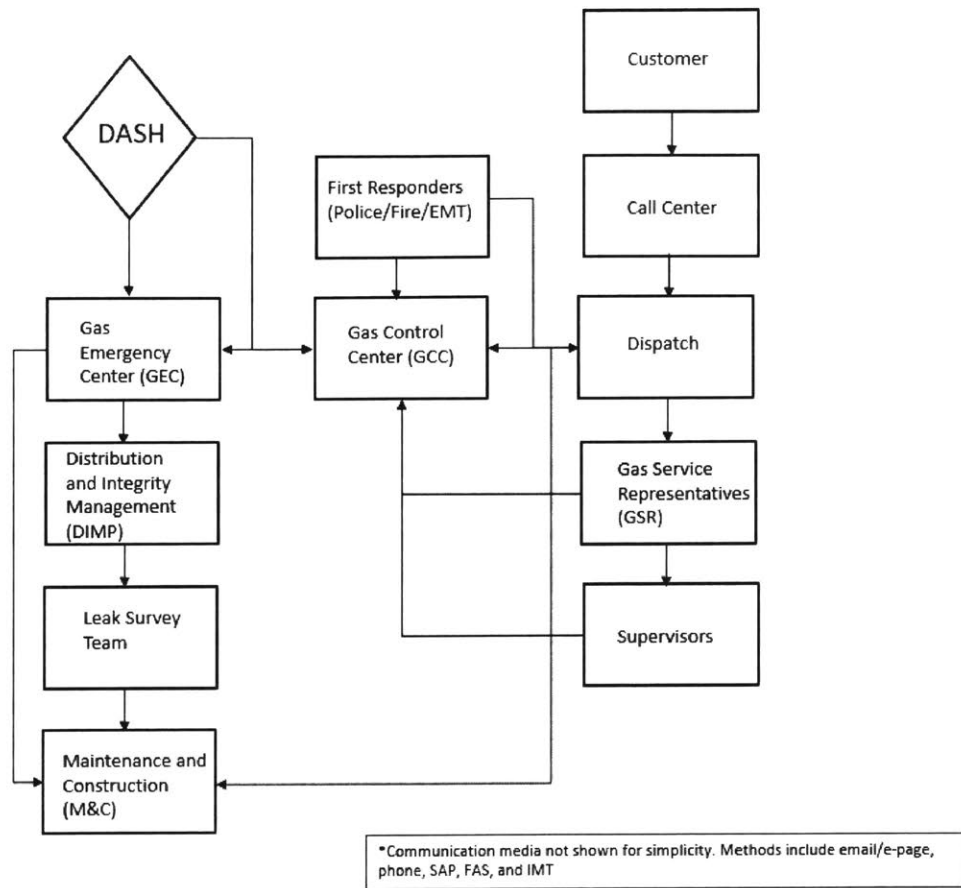 DASH
Customer
First Responders
(Police/Fire/EMT)
Call Center
Gas
Emergency
Center (GEC)
Gas Control
Center (GCC)
Dispatch
Distribution
and Integrity
Management
(DIMP)
Gas Service
Representatives
(GSR)
Leak Survey
Team
Supervisors
Maintenance and
Construction
(M&C)
*Communication media not shown for simplicity. Methods include email/e-page,
phone, SAP, FAS, and IMT